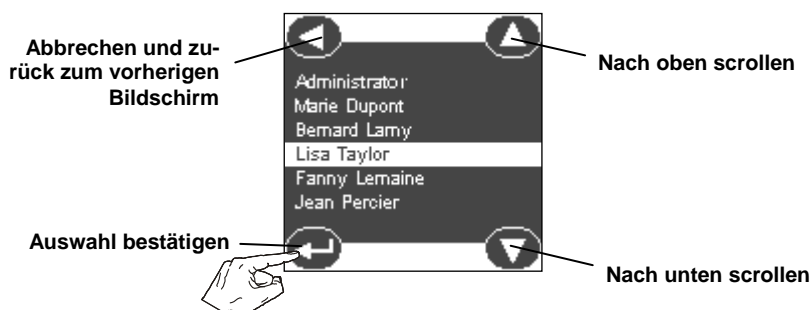 Abbrechen und zu-
rück zum vorherigen
Bildschirm
Nach oben scrollen
Administrator
Marie Dupont
Bernard Lamy
Lisa Taylor
Fanny Lemaine
Jean Percier
Auswahl bestätigen
Nach unten scrollen